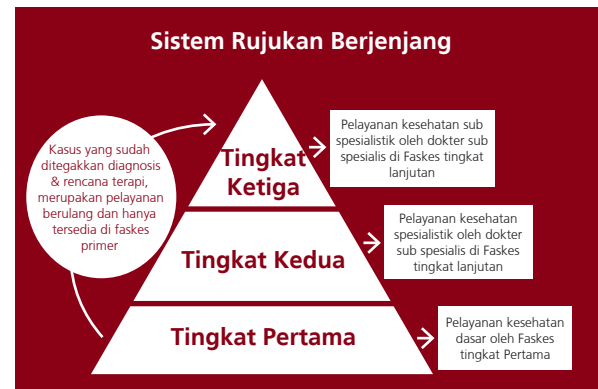 Sistem Rujukan Berjenjang
Kasus yang sudah
ditegakkan diagnosis
& rencana terapi,
merupakan pelayanan
berulang dan hanya
tersedia di faskes
primer
Tingkat
Ketiga
Pelayanan kesehatan sub
spesialistik oleh dokter sub
spesialis di Faskes tingkat
lanjutan
Tingkat Kedua
Pelayanan kesehatan
spesialistik oleh dokter
sub spesialis di Faskes
tingkat lanjutan
Tingkat Pertama
Pelayanan kesehatan
dasar oleh Faskes
tingkat Pertama